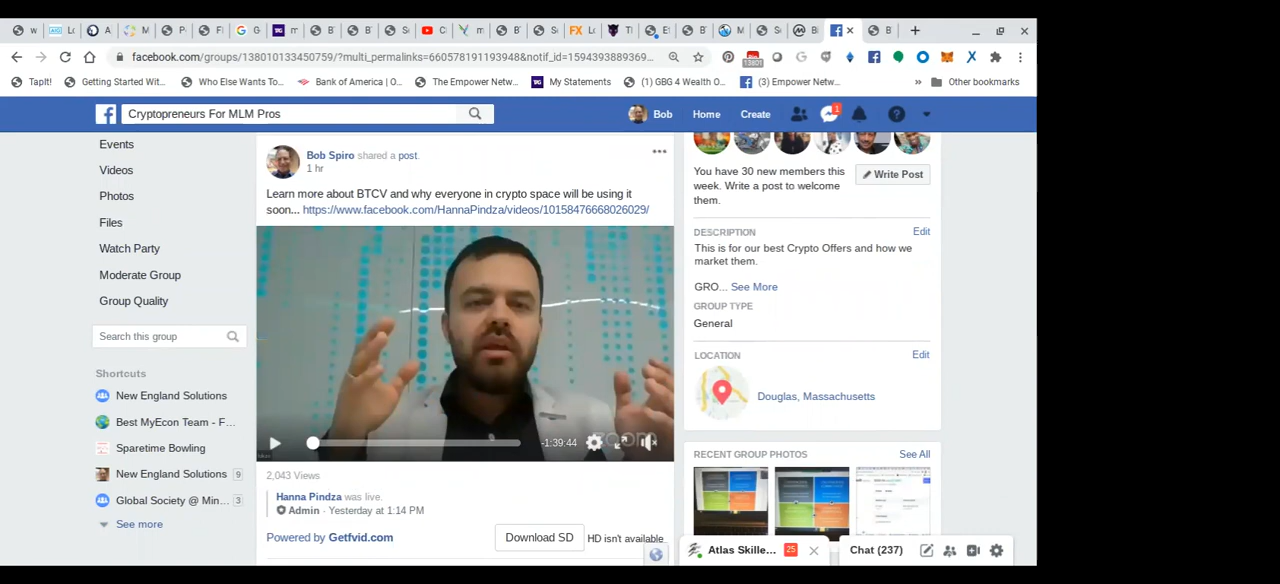 facebook.com/groups/138010133450759/?multi_permalinks=660578191193948&notif_id=1594393889369...
13801
Tapit!
Getting Started Wit...
Who Else Wants To...
Bank of America | O...
The Empower Netw...
My Statements
(1) GBG 4 Wealth O...
(3) Empower Netw...
»
Other bookmarks
Cryptopreneurs For MLM Pros
Bob
Home
Create
1
Events
Videos
Photos
Files
Watch Party
Moderate Group
Group Quality
Search this group
Shortcuts
New England Solutions
Best MyEcon Team - F...
Sparetime Bowling
New England Solutions 9
Global Society @ Min... 3
See more
Bob Spiro shared a post.
1 hr
Learn more about BTCV and why everyone in crypto space will be using it
soon... https://www.facebook.com/HannaPindza/videos/10158476668026029/
-1:39:44
zoom
2,043 Views
Hanna Pindza was live.
Admin · Yesterday at 1:14 PM
Powered by Getfvid.com
Download SD
HD isn't available
You have 30 new members this
week. Write a post to welcome
them.
Write Post
DESCRIPTION
Edit
This is for our best Crypto Offers and how we
market them.
GRO... See More
GROUP TYPE
General
LOCATION
Edit
Douglas, Massachusetts
RECENT GROUP PHOTOS
See All
Atlas Skille... 25
Chat (237)